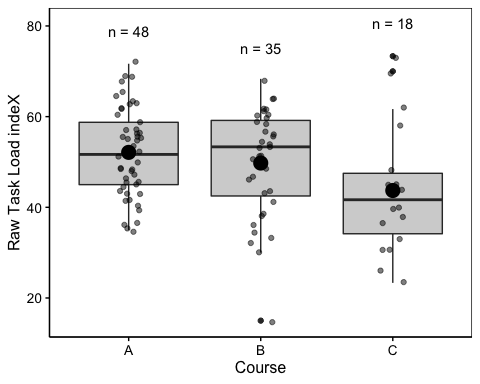 n = 48
n = 35
n = 18
80
60
40
20
Raw Task Load indeX
A B C
Course